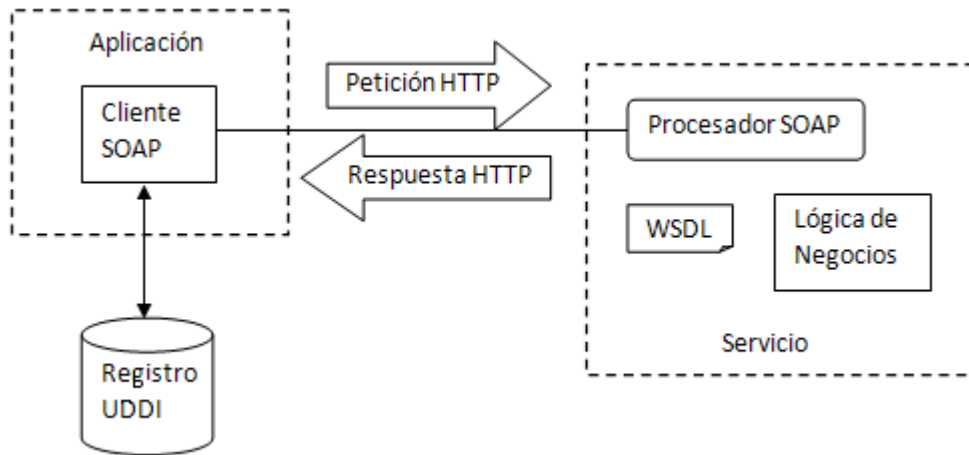 Aplicación
Cliente
SOAP
Petición HTTP
Respuesta HTTP
Procesador SOAP
WSDL
Lógica de
Negocios
Servicio
Registro
UDDI